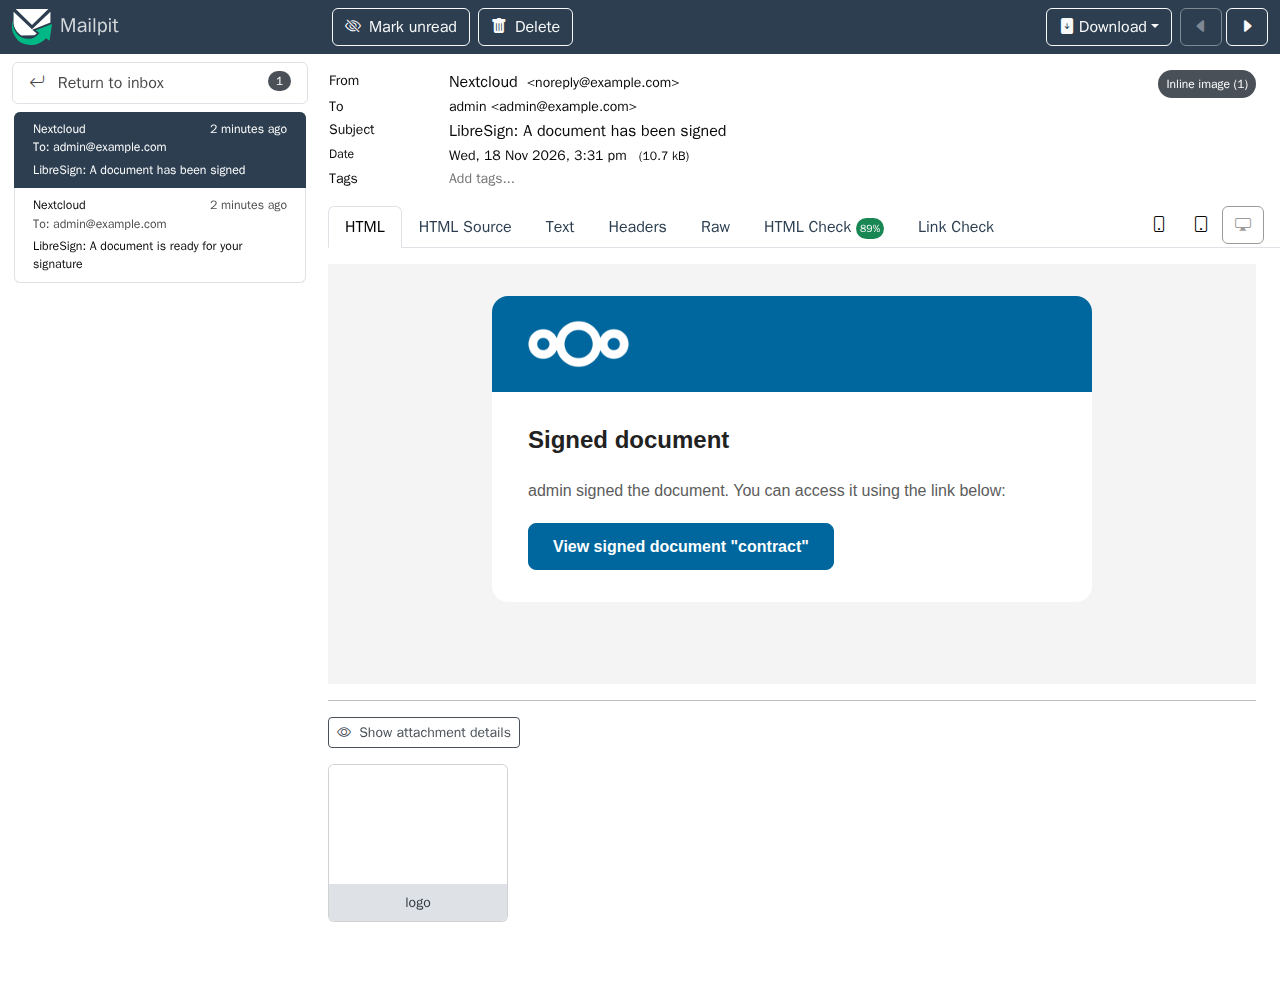 Mailpit
Mark unread
Delete
Download
Return to inbox
1
Nextcloud 2 minutes ago
To: admin@example.com
LibreSign: A document has been signed
Nextcloud 2 minutes ago
To: admin@example.com
LibreSign: A document is ready for your
signature
From Nextcloud <noreply@example.com>
Inline image (1)
To admin <admin@example.com>
Subject LibreSign: A document has been signed
Date Wed, 18 Nov 2026, 3:31 pm (10.7 kB)
Tags Add tags...
HTML HTML Source Text Headers Raw HTML Check 89% Link Check
Signed document
admin signed the document. You can access it using the link below:
View signed document "contract"
Show attachment details
logo